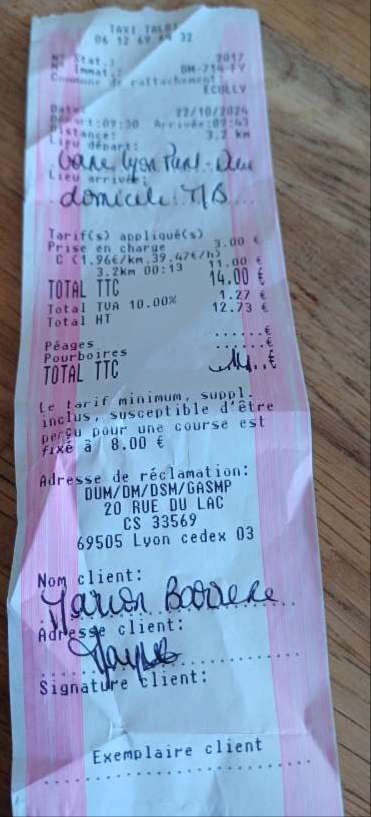 TAXI TALBI
06 12 69 69 32
N° Stat.: 2017
N° Immat.: DM-714-FY
Commune de rattachement:
ECULLY
Date: 22/10/2024
Départ:09:30 Arrivée:09:43
Distance: 3.2 km
Lieu départ:
Gare Lyon Part-Dieu
Lieu arrivée:
domicile
Tarif(s) appliqué(s)
Prise en charge 3.00 €
C (1.96€/km,39.47€/h)
3.2km 00:13 11.00 €
TOTAL TTC 14.00 €
Total TVA 10.00% 1.27 €
Total HT 12.73 €
Péages ......€
Pourboires ......€
TOTAL TTC 14..€
Le tarif minimum, suppl.
inclus, susceptible d'être
perçu pour une course est
fixé à 8.00 €
Adresse de réclamation:
DUM/DM/DSM/GASMP
20 RUE DU LAC
CS 33569
69505 Lyon cedex 03
Nom client:
Marion
Adresse client:
Signature client:
Exemplaire client